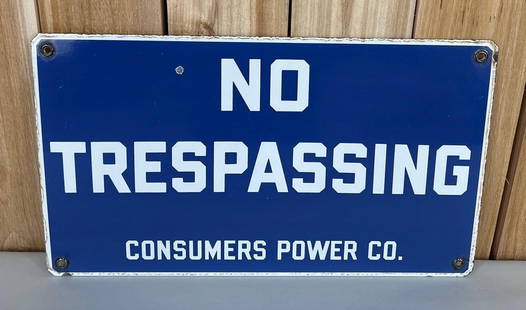 NO
TRESPASSING
CONSUMERS POWER CO.